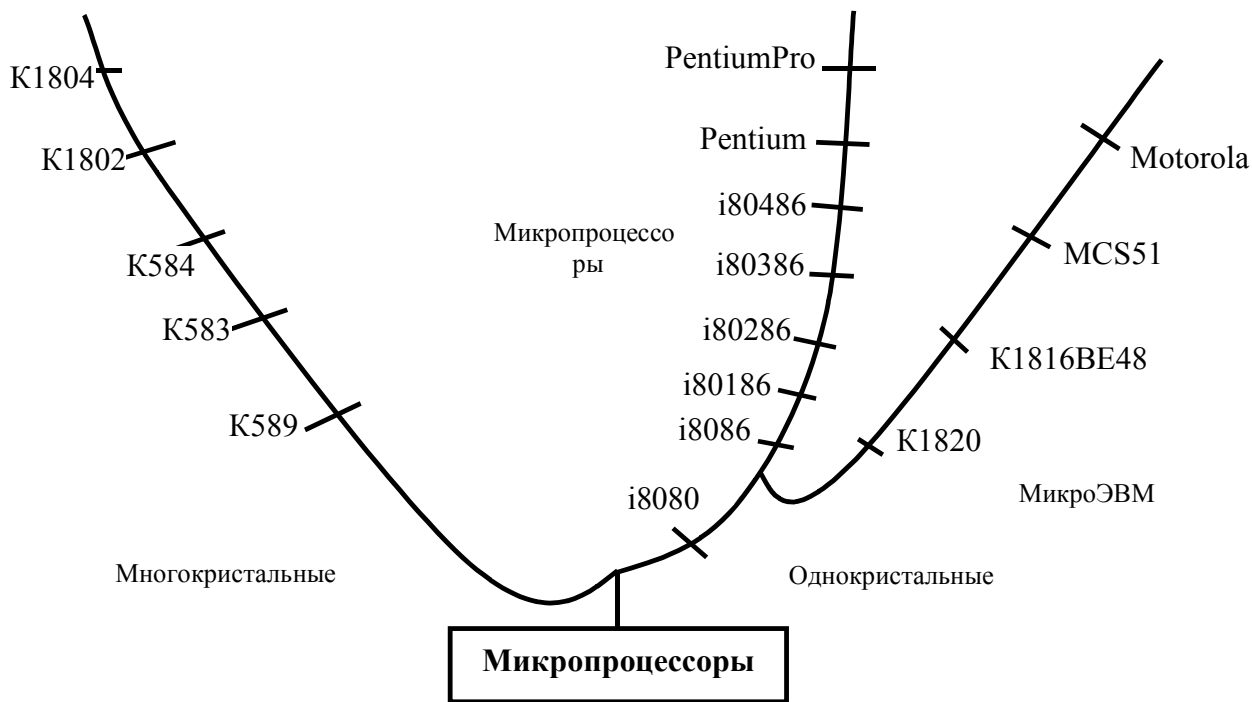 PentiumPro
К1804
Pentium
К1802
Motorola
i80486
Микропроцессо
ры
MCS51
К584
i80386
К583
i80286
К1816ВЕ48
i80186
К589
i8086
К1820
i8080
МикроЭВМ
Многокристальные
Однокристальные
Микропроцессоры